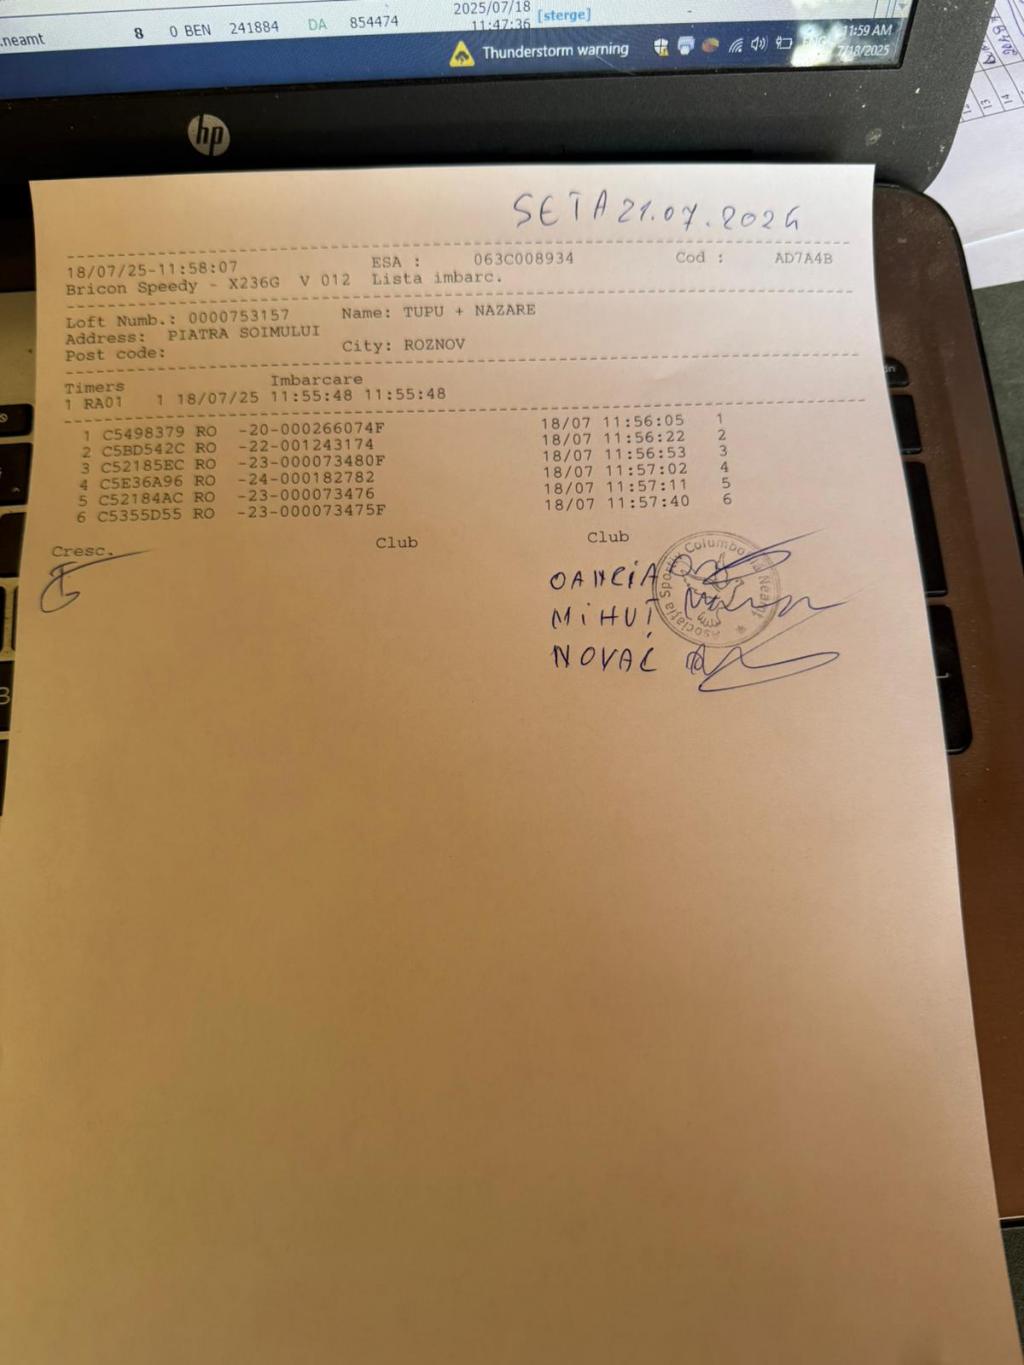 .neamt 8 0 BEN 241884 DA 854474 2025/07/18 11:47:36 [sterge] -
Thunderstorm warning
11:59 AM
7/18/2025
hp
SETA 21.07.2024
18/07/25-11:58:07 ESA : 063C008934 Cod : AD7A4B
Bricon Speedy - X236G V 012 Lista imbarc.
Loft Numb.: 0000753157 Name: TUPU + NAZARE
Address: PIATRA SOIMULUI
Post code: City: ROZNOV
Timers Imbarcare
1 RA01 1 18/07/25 11:55:48 11:55:48
1 C5498379 RO -20-000266074F 18/07 11:56:05 1
2 C5BD542C RO -22-001243174 18/07 11:56:22 2
3 C52185EC RO -23-000073480F 18/07 11:56:53 3
4 C5E36A96 RO -24-000182782 18/07 11:57:02 4
5 C52184AC RO -23-000073476 18/07 11:57:11 5
6 C5355D55 RO -23-000073475F 18/07 11:57:40 6
Cresc. Club Club
OANCIA
MIHUȚ
NOVAC
Asociația Sportiv Columbo Neamț